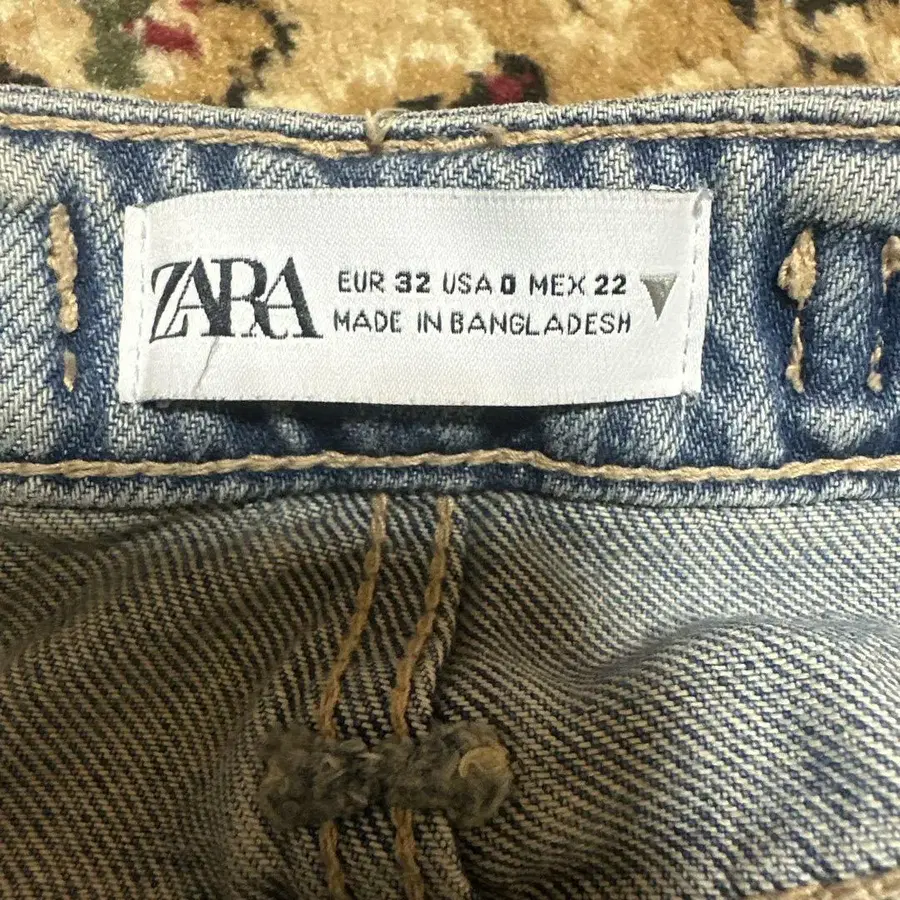 ZARA
EUR 32 USA 0 MEX 22
MADE IN BANGLADESH